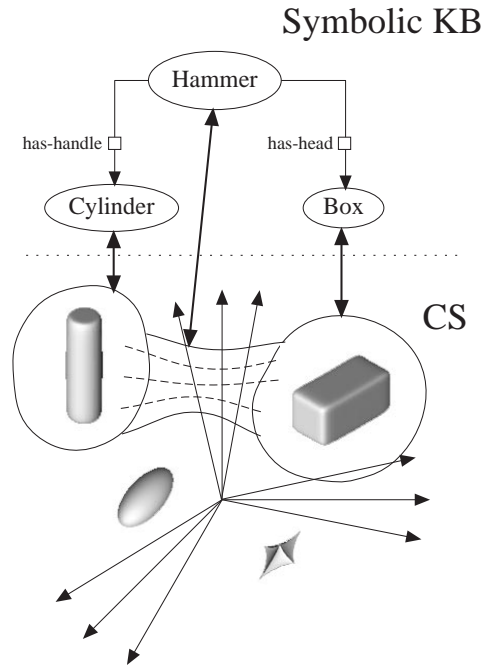 Symbolic KB
Hammer
has-handle
has-head
Cylinder
Box
CS